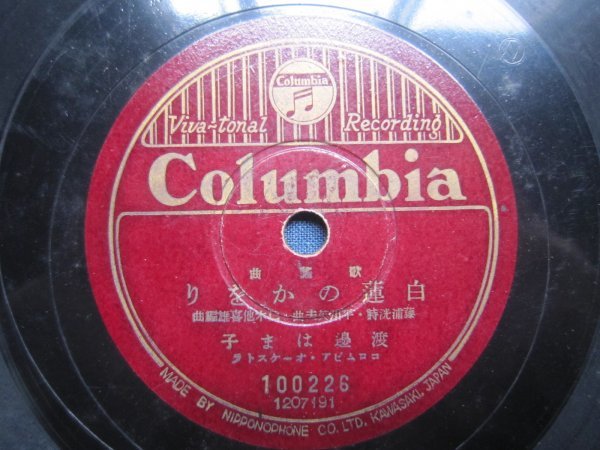 Columbia
Viva-tonal Recording
Columbia
歌謠曲
白蓮のかをり
藤浦洸詩・曲・仁木他喜雄編曲
渡邊はま子
コロムビア・オーケストラ
100226
1207191
MADE BY NIPPONOPHONE CO. LTD. KAWASAKI, JAPAN